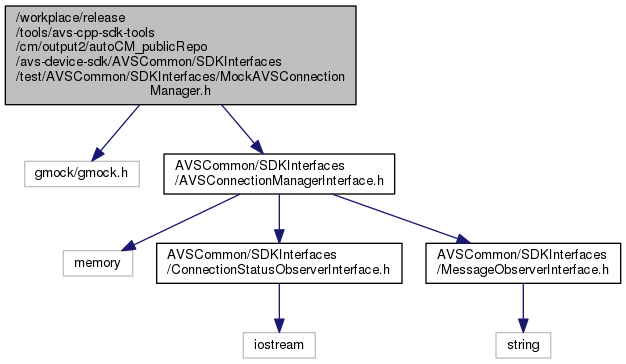 /workplace/release
/tools/avs-cpp-sdk-tools
/cm/output2/autoCM_publicRepo
/avs-device-sdk/AVSCommon/SDKInterfaces
/test/AVSCommon/SDKInterfaces/MockAVSConnection
Manager.h
gmock/gmock.h
AVSCommon/SDKInterfaces
/AVSConnectionManagerInterface.h
memory
AVSCommon/SDKInterfaces
/ConnectionStatusObserverInterface.h
AVSCommon/SDKInterfaces
/MessageObserverInterface.h
iostream
string